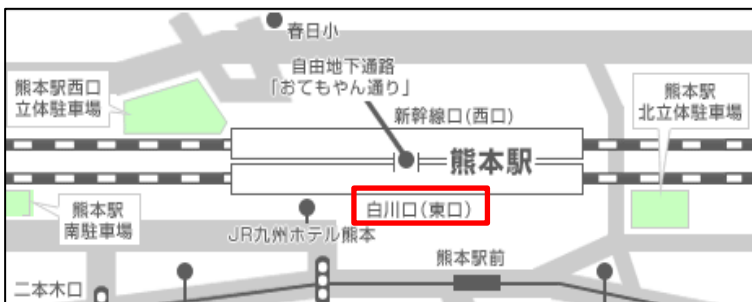 春日小
自由地下通路
「おてもやん通り」
熊本駅西口
立体駐車場
新幹線口(西口)
熊本駅
北立体駐車場
熊本駅
白川口(東口)
熊本駅
南駐車場
JR九州ホテル熊本
熊本駅前
二本木口